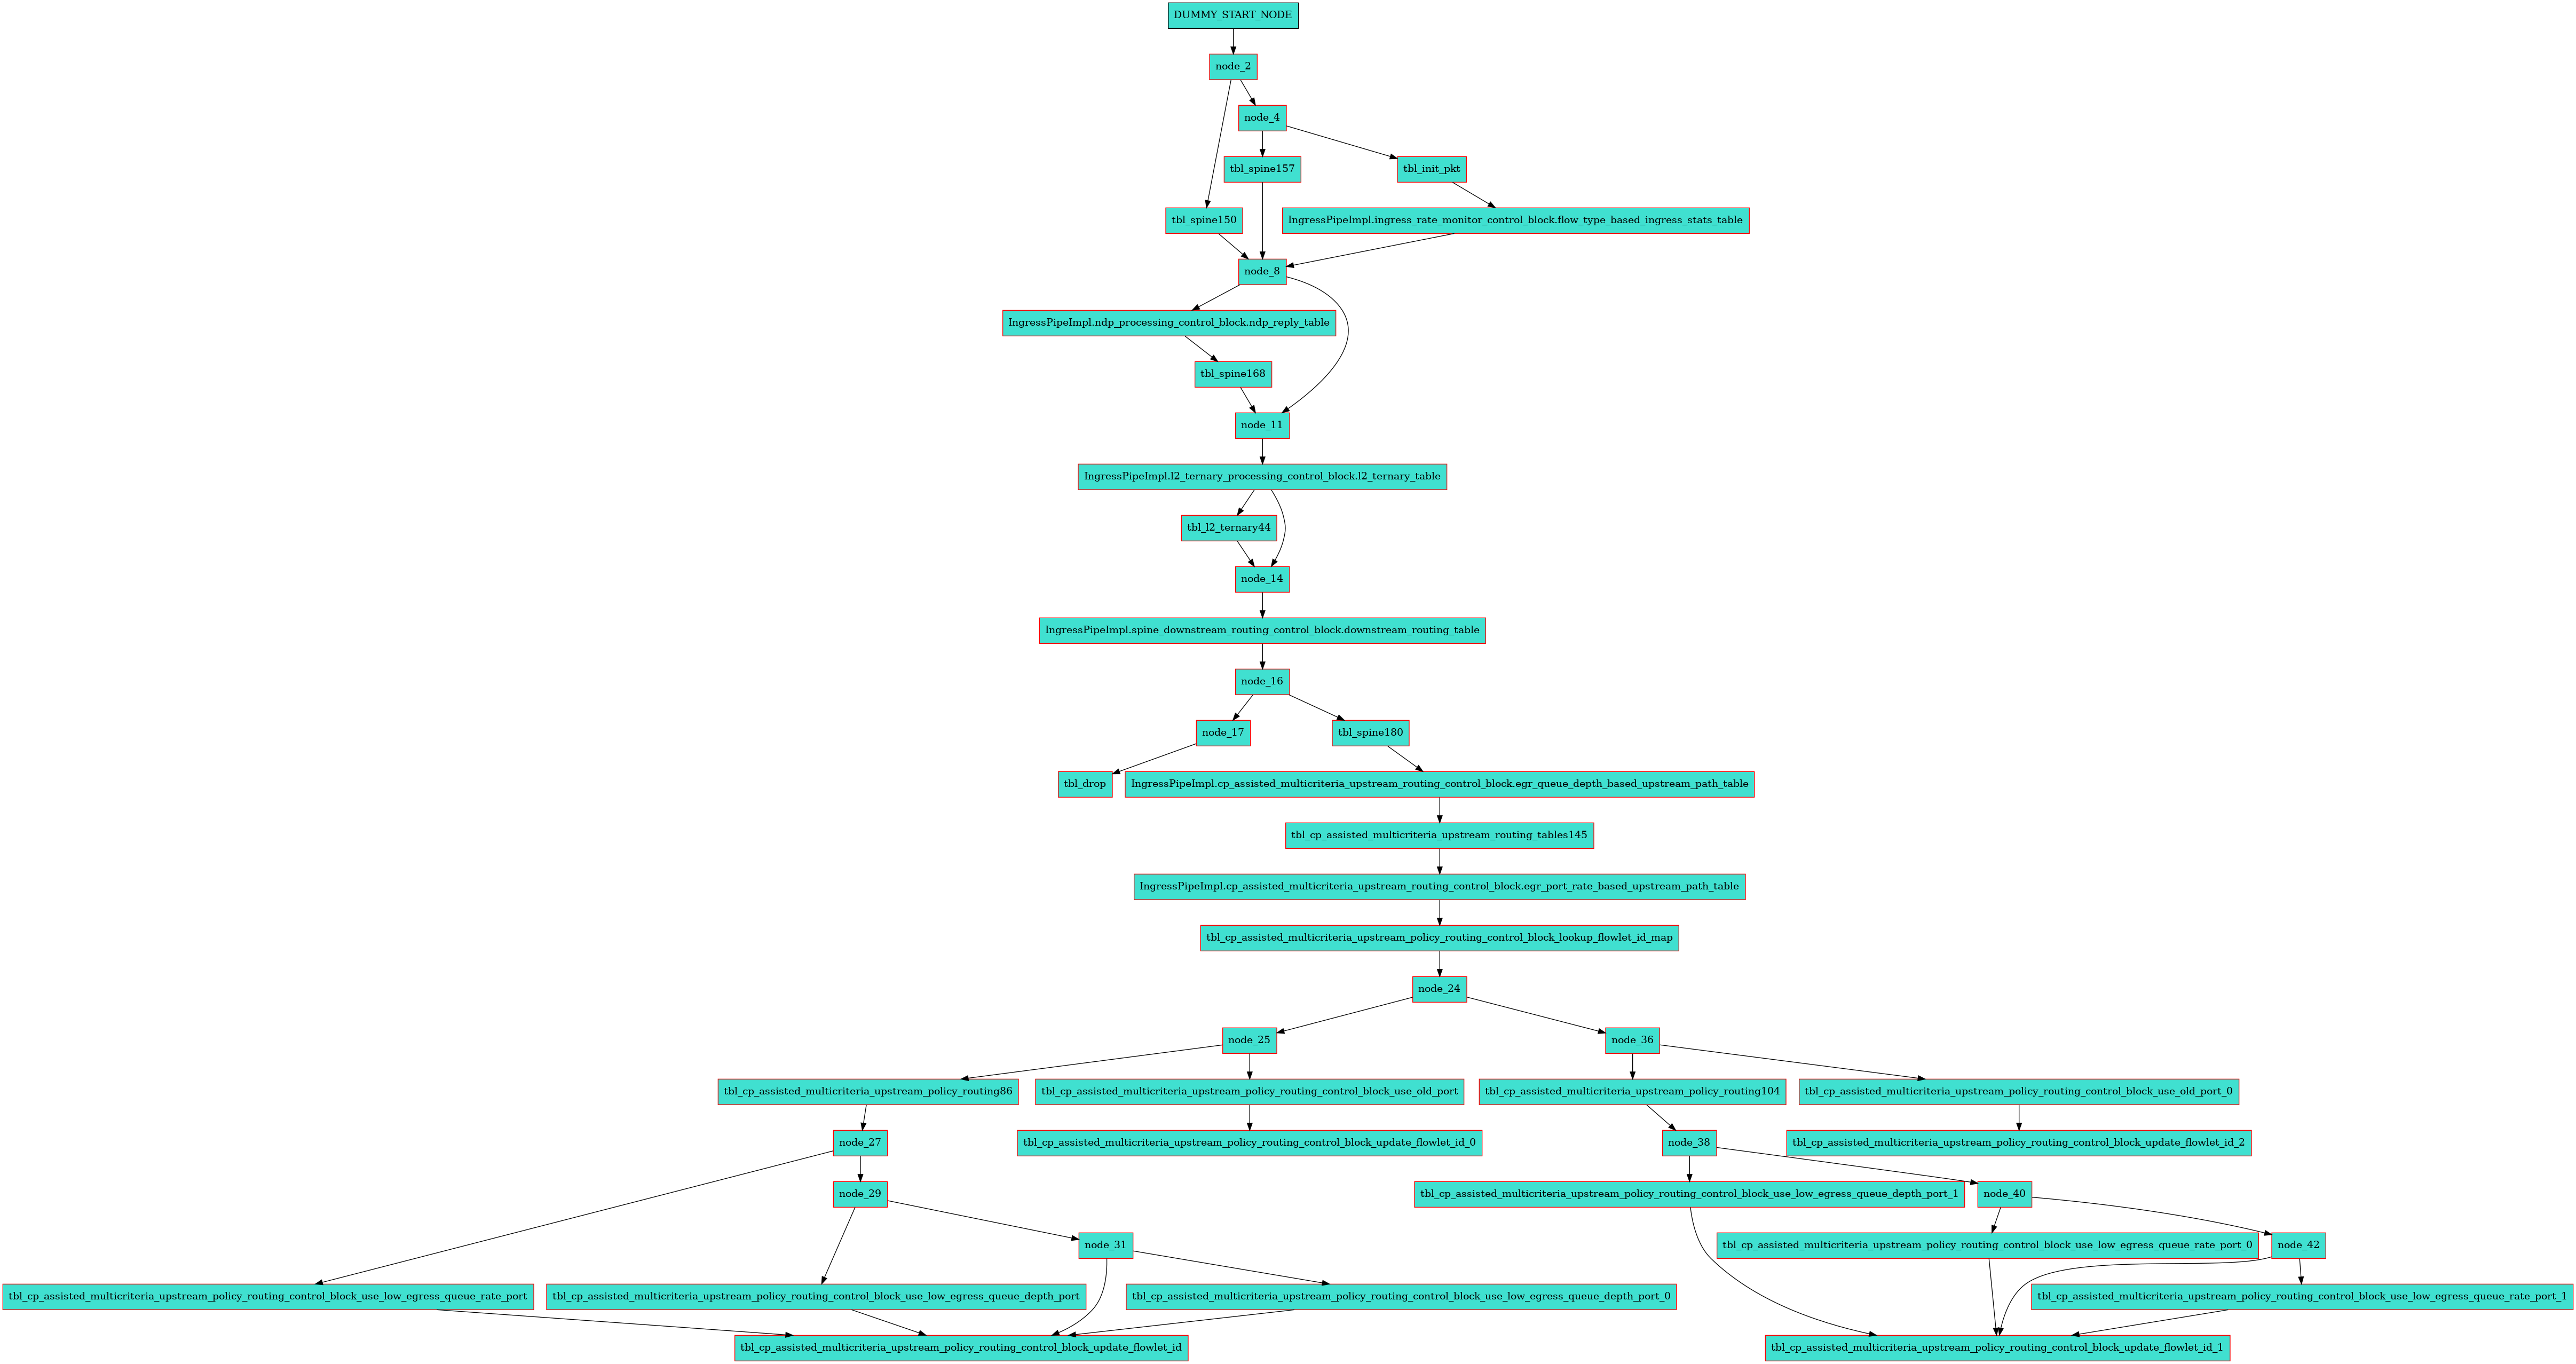 DUMMY_START_NODE
node_2
node_4
tbl_spine157
tbl_init_pkt
tbl_spine150
IngressPipeImpl.ingress_rate_monitor_control_block.flow_type_based_ingress_stats_table
node_8
IngressPipeImpl.ndp_processing_control_block.ndp_reply_table
tbl_spine168
node_11
IngressPipeImpl.l2_ternary_processing_control_block.l2_ternary_table
tbl_l2_ternary44
node_14
IngressPipeImpl.spine_downstream_routing_control_block.downstream_routing_table
node_16
node_17
tbl_spine180
tbl_drop
IngressPipeImpl.cp_assisted_multicriteria_upstream_routing_control_block.egr_queue_depth_based_upstream_path_table
tbl_cp_assisted_multicriteria_upstream_routing_tables145
IngressPipeImpl.cp_assisted_multicriteria_upstream_routing_control_block.egr_port_rate_based_upstream_path_table
tbl_cp_assisted_multicriteria_upstream_policy_routing_control_block_lookup_flowlet_id_map
node_24
node_25
node_36
tbl_cp_assisted_multicriteria_upstream_policy_routing86
tbl_cp_assisted_multicriteria_upstream_policy_routing_control_block_use_old_port
tbl_cp_assisted_multicriteria_upstream_policy_routing104
tbl_cp_assisted_multicriteria_upstream_policy_routing_control_block_use_old_port_0
node_27
tbl_cp_assisted_multicriteria_upstream_policy_routing_control_block_update_flowlet_id_0
node_38
tbl_cp_assisted_multicriteria_upstream_policy_routing_control_block_update_flowlet_id_2
node_29
tbl_cp_assisted_multicriteria_upstream_policy_routing_control_block_use_low_egress_queue_depth_port_1
node_40
node_31
tbl_cp_assisted_multicriteria_upstream_policy_routing_control_block_use_low_egress_queue_rate_port_0
node_42
tbl_cp_assisted_multicriteria_upstream_policy_routing_control_block_use_low_egress_queue_rate_port
tbl_cp_assisted_multicriteria_upstream_policy_routing_control_block_use_low_egress_queue_depth_port
tbl_cp_assisted_multicriteria_upstream_policy_routing_control_block_use_low_egress_queue_depth_port_0
tbl_cp_assisted_multicriteria_upstream_policy_routing_control_block_use_low_egress_queue_rate_port_1
tbl_cp_assisted_multicriteria_upstream_policy_routing_control_block_update_flowlet_id
tbl_cp_assisted_multicriteria_upstream_policy_routing_control_block_update_flowlet_id_1